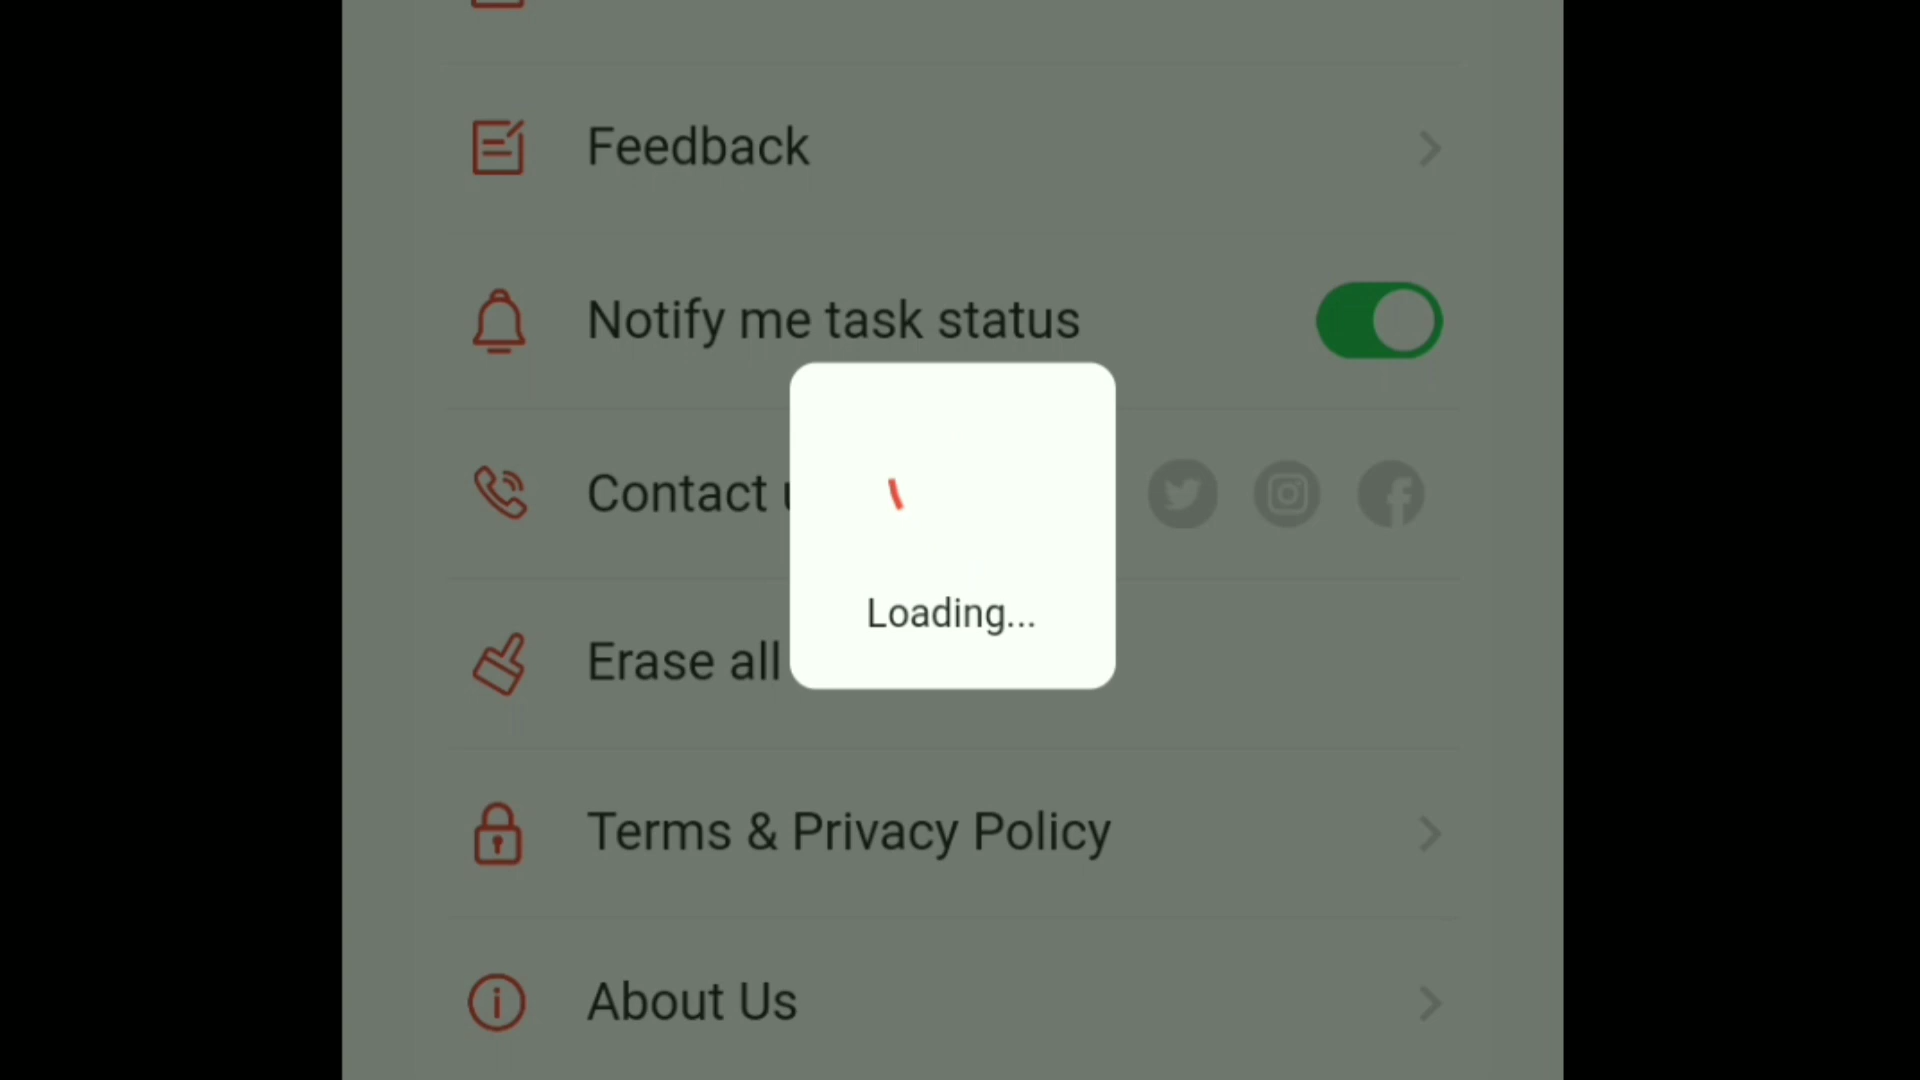 Feedback
Notify me task status
Contact
Loading...
Erase all
Terms & Privacy Policy
About Us